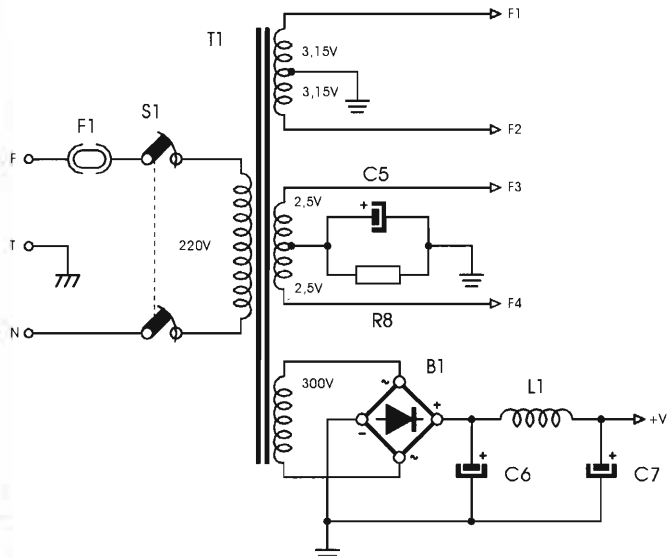 F1
T1
3,15V
3,15V
F1
S1
F2
F
C5
F3
+
2,5V
T
220V
2,5V
F4
N
R8
B1
300V
L1
~
+
+V
-
+
+
~
C6
C7